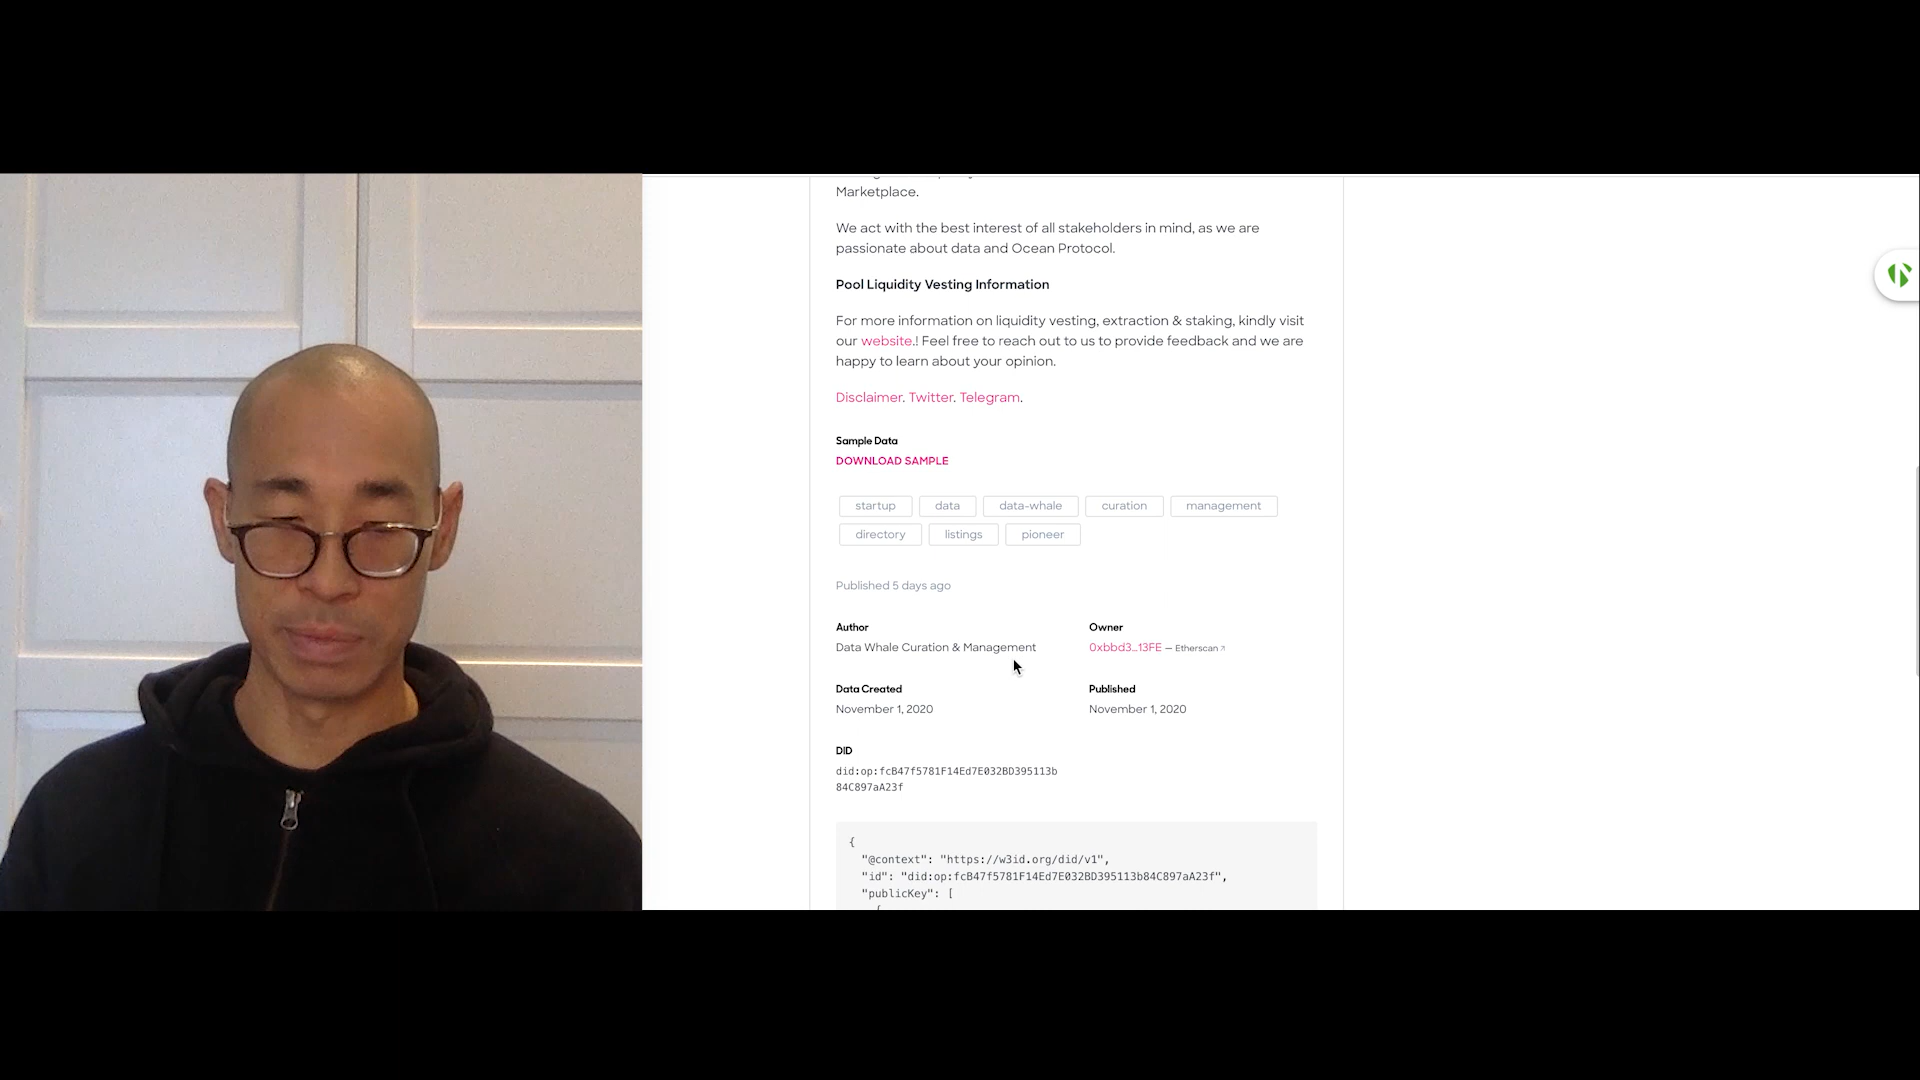 Marketplace.
We act with the best interest of all stakeholders in mind, as we are
passionate about data and Ocean Protocol.
Pool Liquidity Vesting Information
For more information on liquidity vesting, extraction & staking, kindly visit
our website.! Feel free to reach out to us to provide feedback and we are
happy to learn about your opinion.
Disclaimer. Twitter. Telegram.
Sample Data
DOWNLOAD SAMPLE
startup data data-whale curation management
directory listings pioneer
Published 5 days ago
Author Owner
Data Whale Curation & Management 0xbbd3…13FE — Etherscan ↗
Data Created Published
November 1, 2020 November 1, 2020
DID
did:op:fcB47f5781F14Ed7E032BD395113b
84C897aA23f
{
"@context": "https://w3id.org/did/v1",
"id": "did:op:fcB47f5781F14Ed7E032BD395113b84C897aA23f",
"publicKey": [